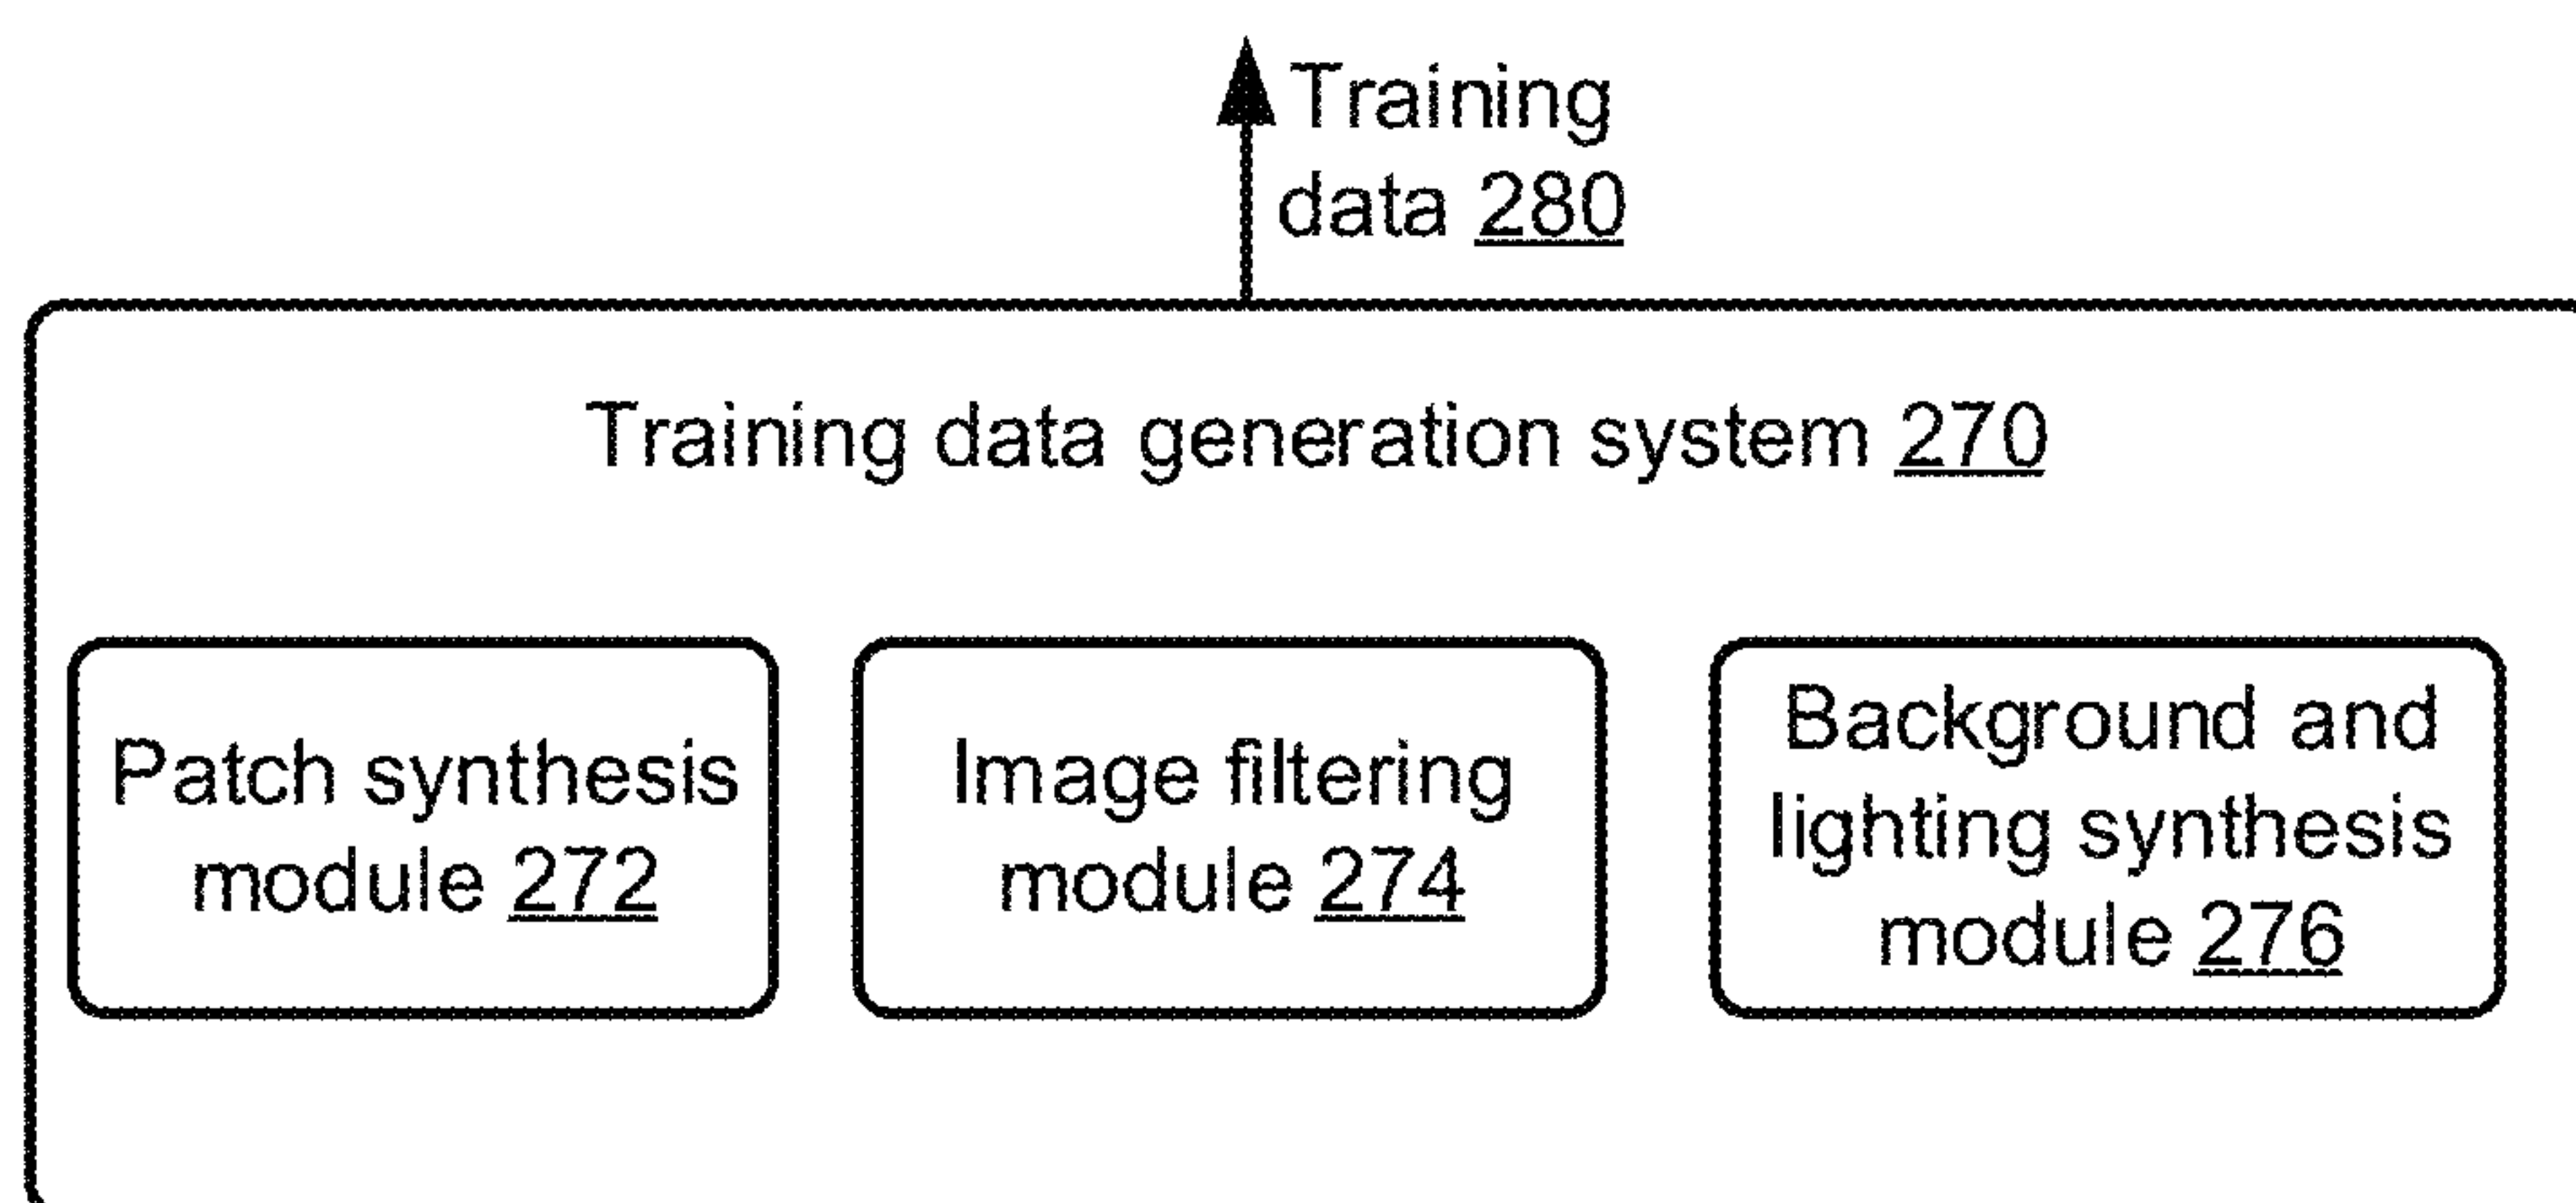 Training
data 280
Training data generation system 270
Patch synthesis
module 272
Image filtering
module 274
Background and
lighting synthesis
module 276